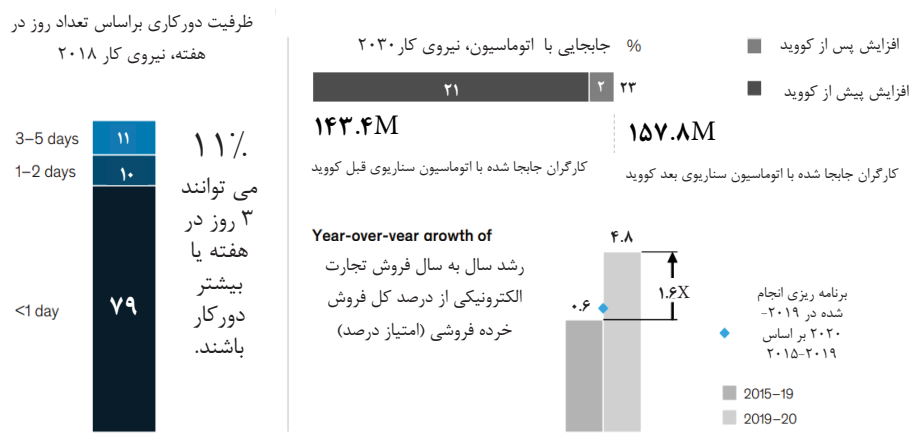 ظرفیت دورکاری براساس تعداد روز در
هفته، نیروی کار ۲۰۱۸
3–5 days
۱۱
1–2 days
۱۰
<1 day
۷۹
۱۱٪
می توانند
۳ روز در
هفته یا
بیشتر
دورکار
باشند.
% جابجایی با اتوماسیون، نیروی کار ۲۰۳۰
افزایش پس از کووید
افزایش پیش از کووید
۲۱
۲
۲۳
۱۴۳.۴M
۱۵۷.۸M
کارگران جابجا شده با اتوماسیون سناریوی قبل کووید
کارگران جابجا شده با اتوماسیون سناریوی بعد کووید
Year-over-year growth of
رشد سال به سال فروش تجارت
الکترونیکی از درصد کل فروش
خرده فروشی (امتیاز درصد)
۴.۸
۰.۶
۱.۶X
برنامه ریزی انجام
شده در ۲۰۱۹-
۲۰۲۰ بر اساس
۲۰۱۵-۲۰۱۹
2015–19
2019–20